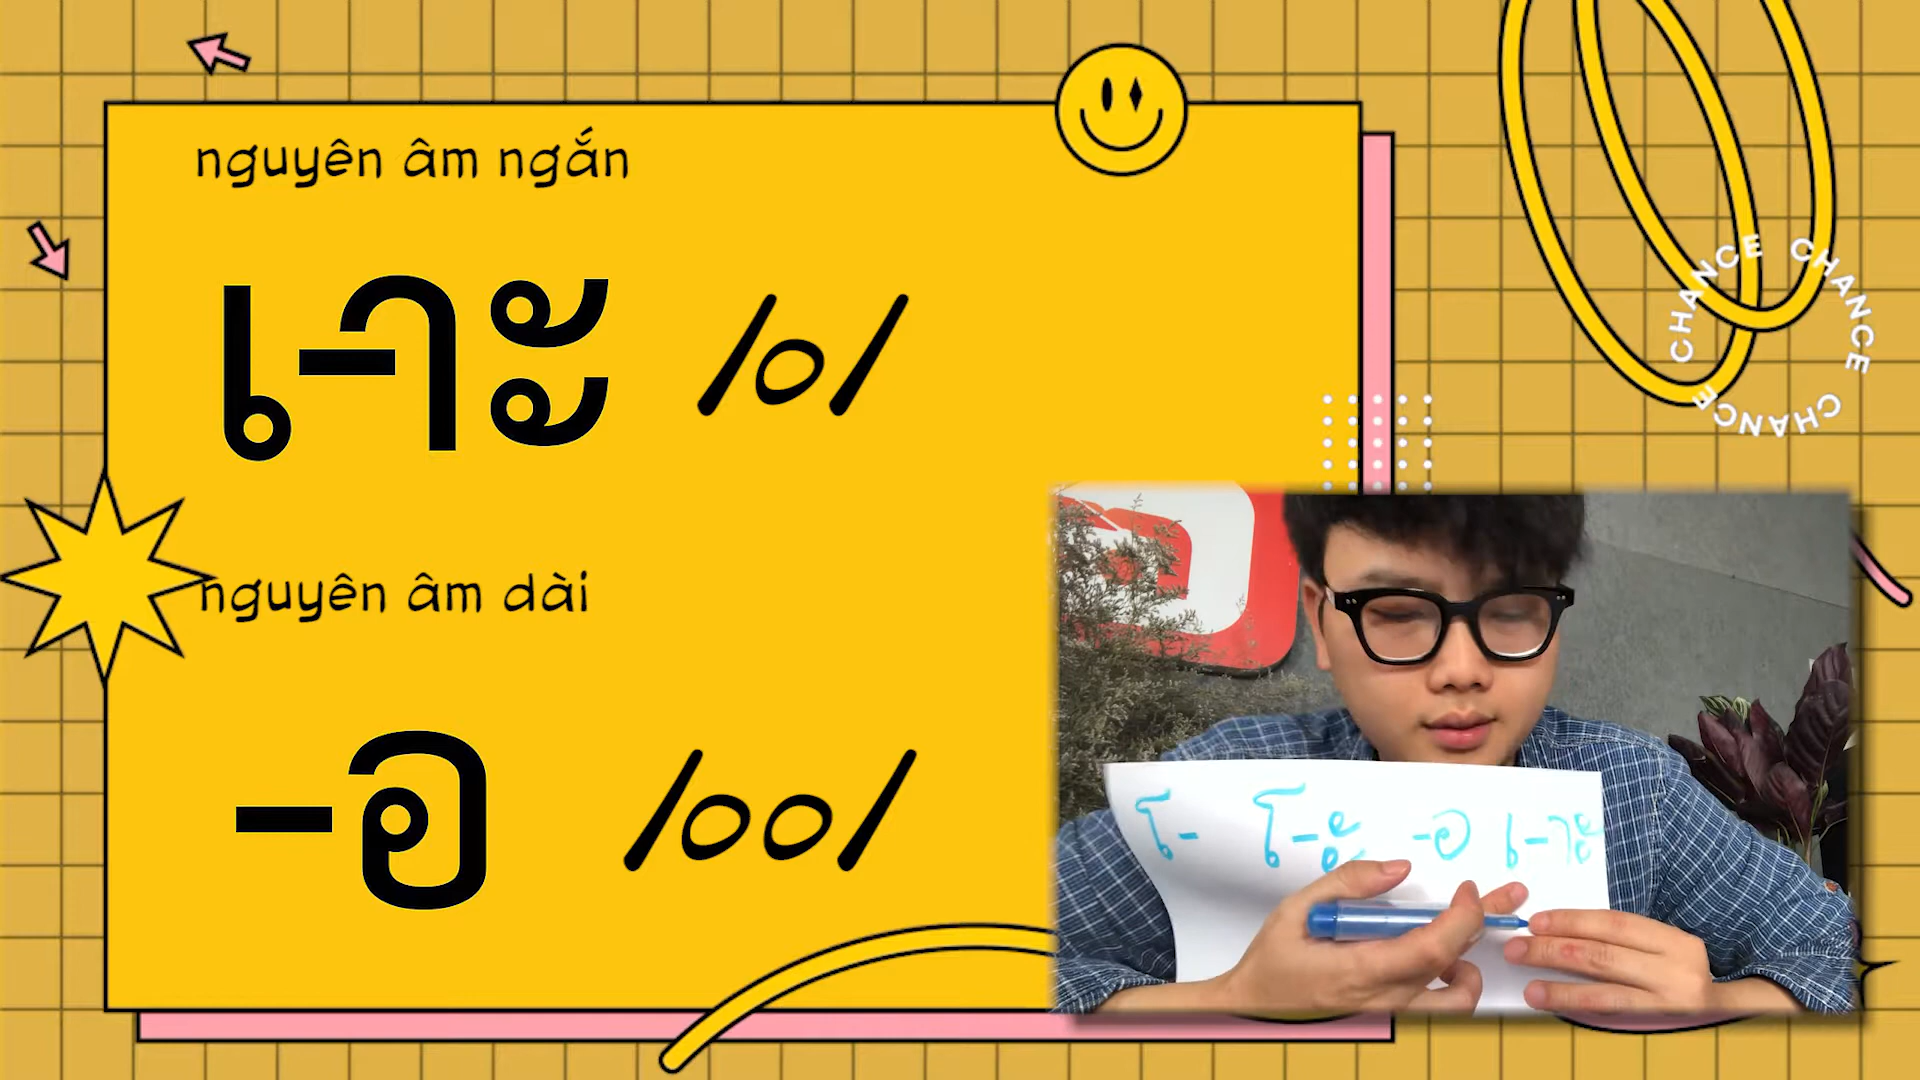 nguyên âm ngắn
เ-าะ /o/
nguyên âm dài
-อ /oo/
CHANCE CHANCE CHANCE CHANCE
โ- โ-ะ -อ เ-าะ